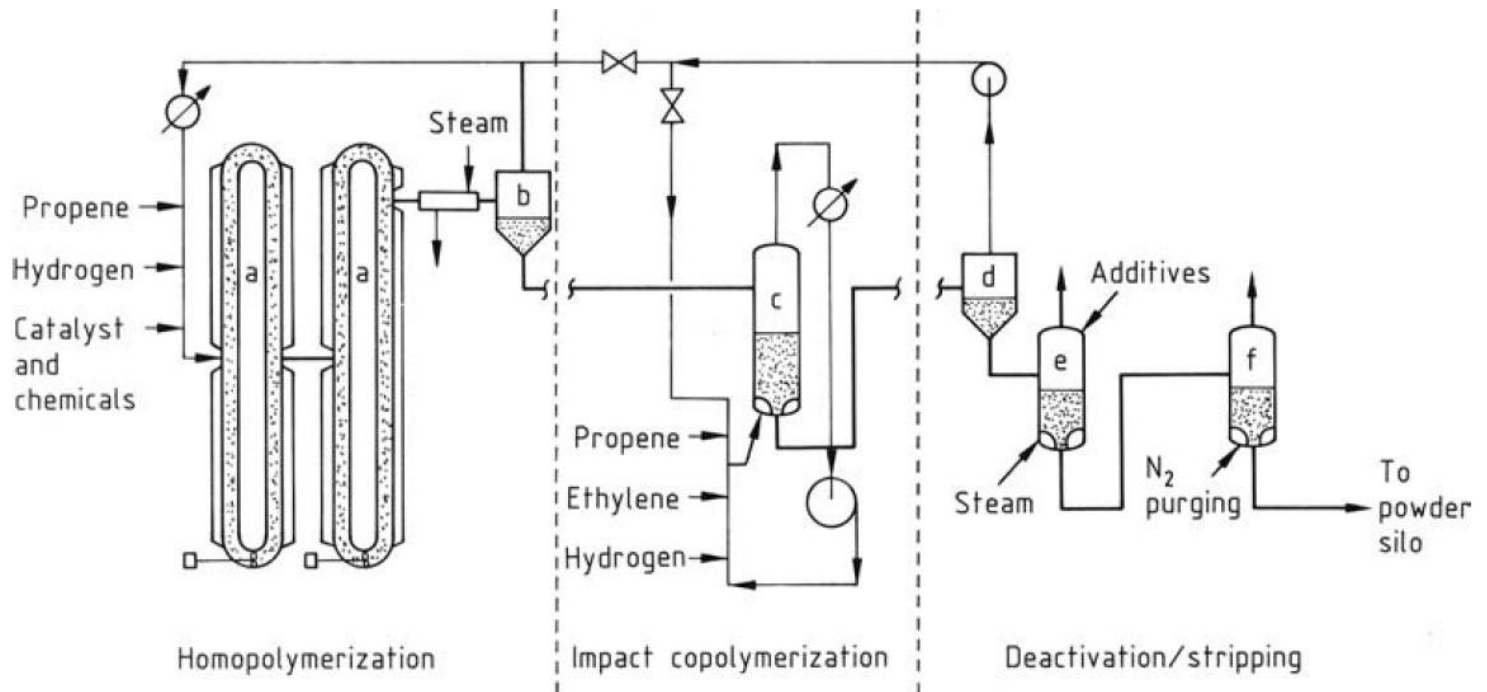 Steam
Propene
Hydrogen
Catalyst
and
chemicals
a
a
b
Homopolymerization
c
Propene
Ethylene
Hydrogen
Impact copolymerization
d
Additives
e
f
Steam
N₂
purging
To
powder
silo
Deactivation/stripping